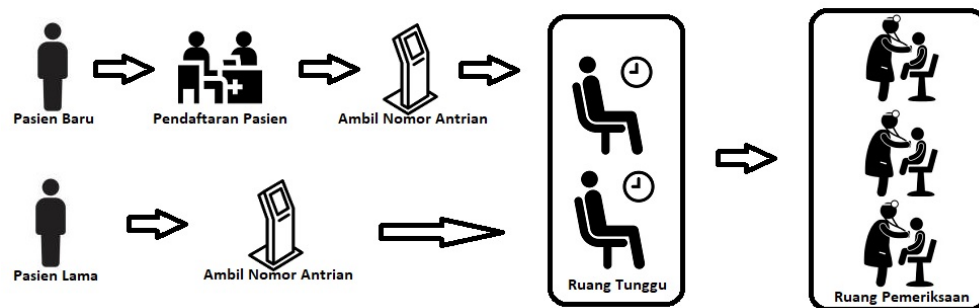 Pasien Baru
Pendaftaran Pasien
Ambil Nomor Antrian
Pasien Lama
Ambil Nomor Antrian
Ruang Tunggu
Ruang Pemeriksaan